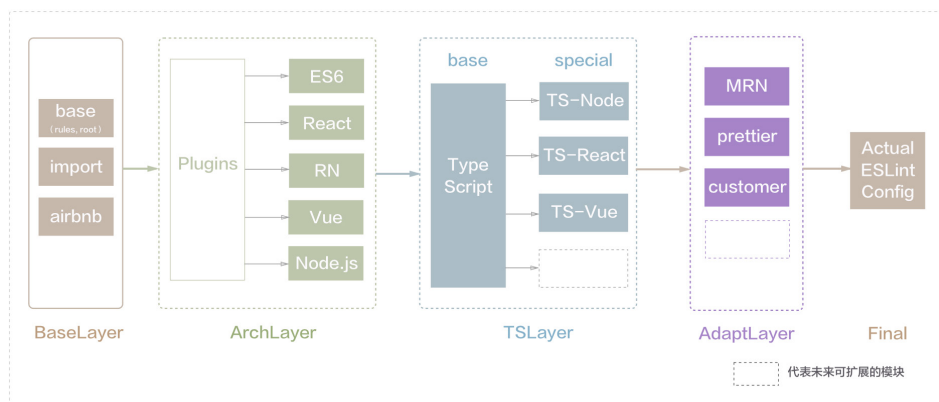 base
(rules, root)
import
airbnb
BaseLayer
Plugins
ES6
React
RN
Vue
Node.js
ArchLayer
base
special
Type
Script
TS-Node
TS-React
TS-Vue
TSLayer
MRN
prettier
customer
AdaptLayer
Actual
ESLint
Config
Final
代表未来可扩展的模块